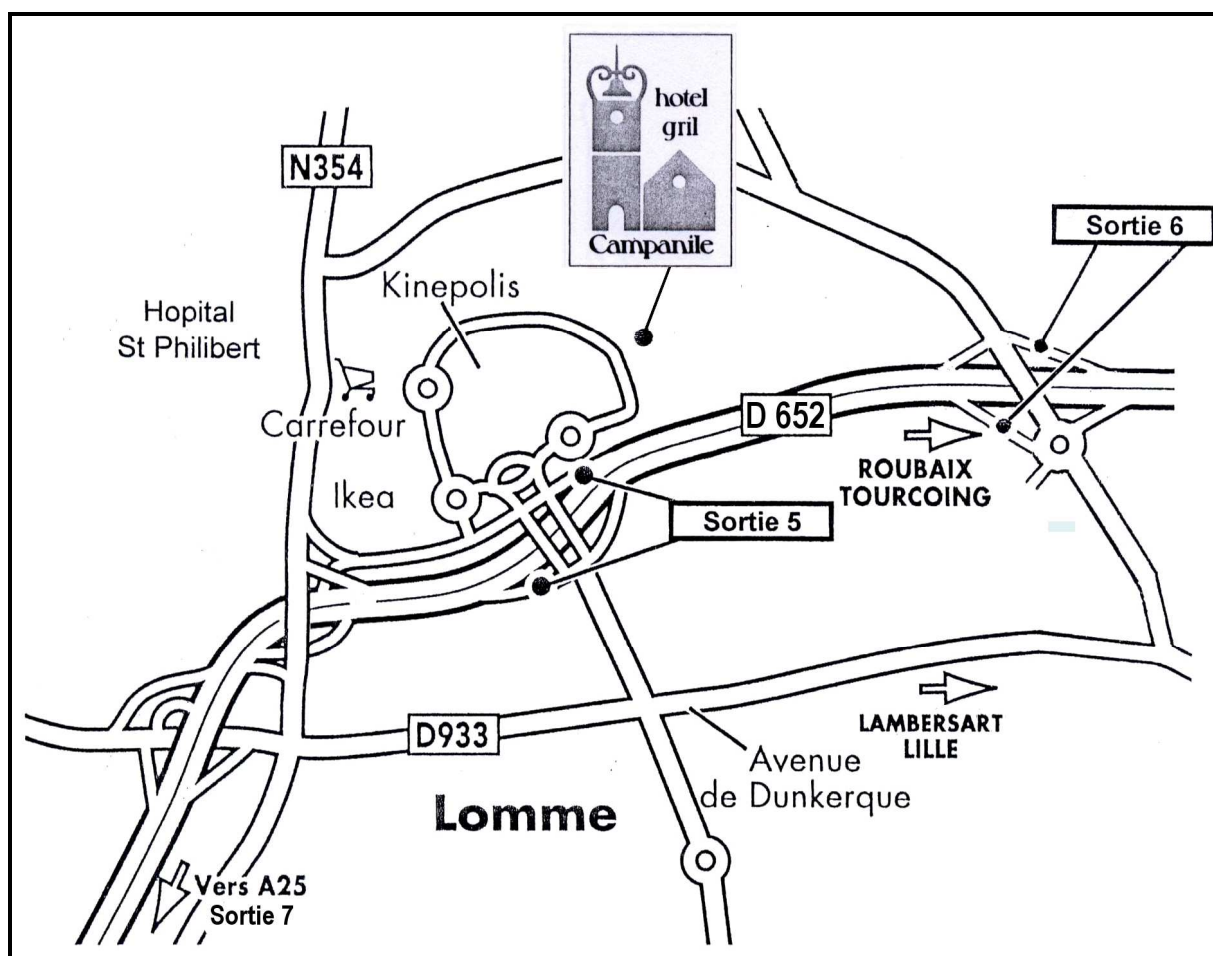 hotel
gril
Campanile
N354
Sortie 6
Kinepolis
Hopital
St Philibert
Carrefour
D 652
ROUBAIX
TOURCOING
Ikea
Sortie 5
D933
LAMBERSART
LILLE
Avenue
de Dunkerque
Lomme
Vers A25
Sortie 7